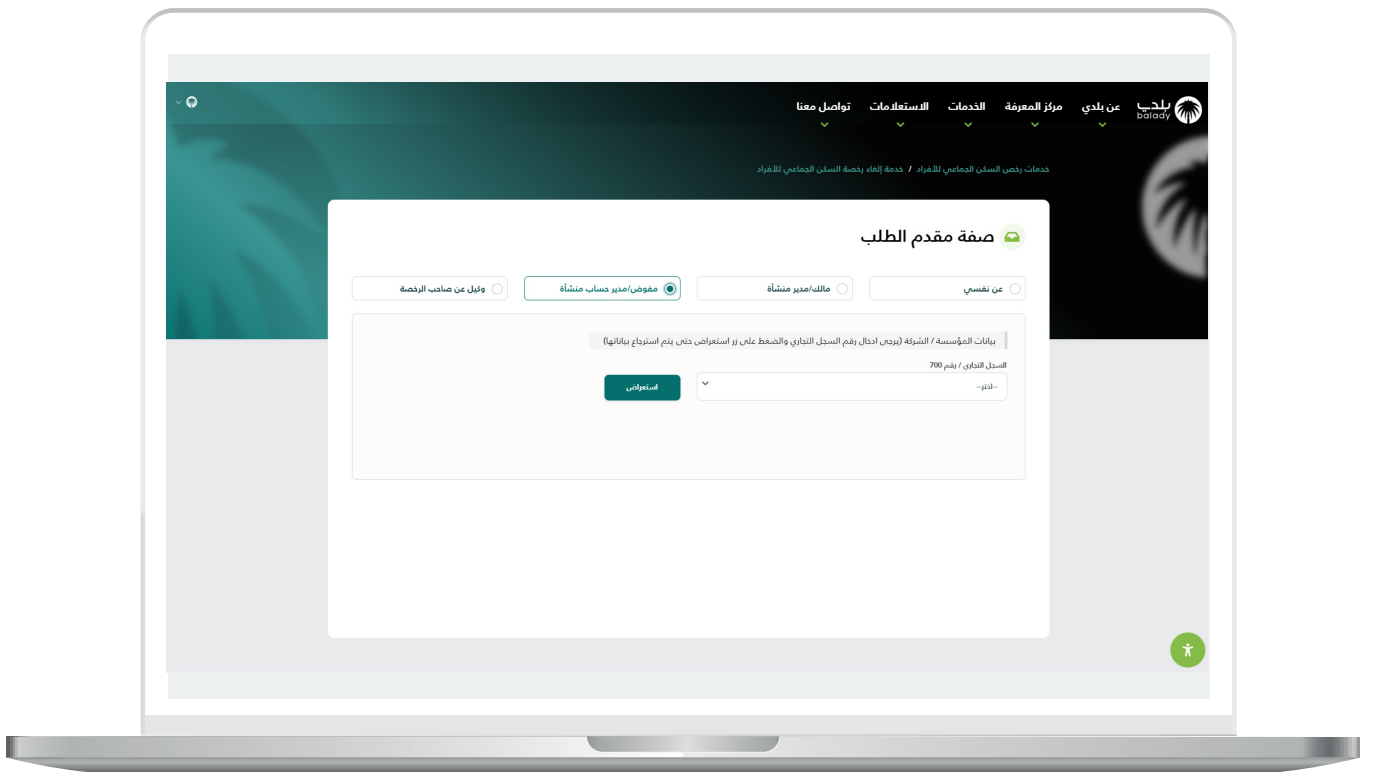 بلدي
balady
عن بلدي
مركز المعرفة
الخدمات
الاستعلامات
تواصل معنا
خدمات رخص السكن الجماعي للأفراد / خدمة إلغاء رخصة السكن الجماعي للأفراد
صفة مقدم الطلب
عن نفسي
مالك/مدير منشأة
مفوض/مدير حساب منشأة
وكيل عن صاحب الرخصة
بيانات المؤسسة / الشركة (يرجى ادخال رقم السجل التجاري والضغط على زر استعراض حتى يتم استرجاع بياناتها)
السجل التجاري / رقم 700
--اختر--
استعراض